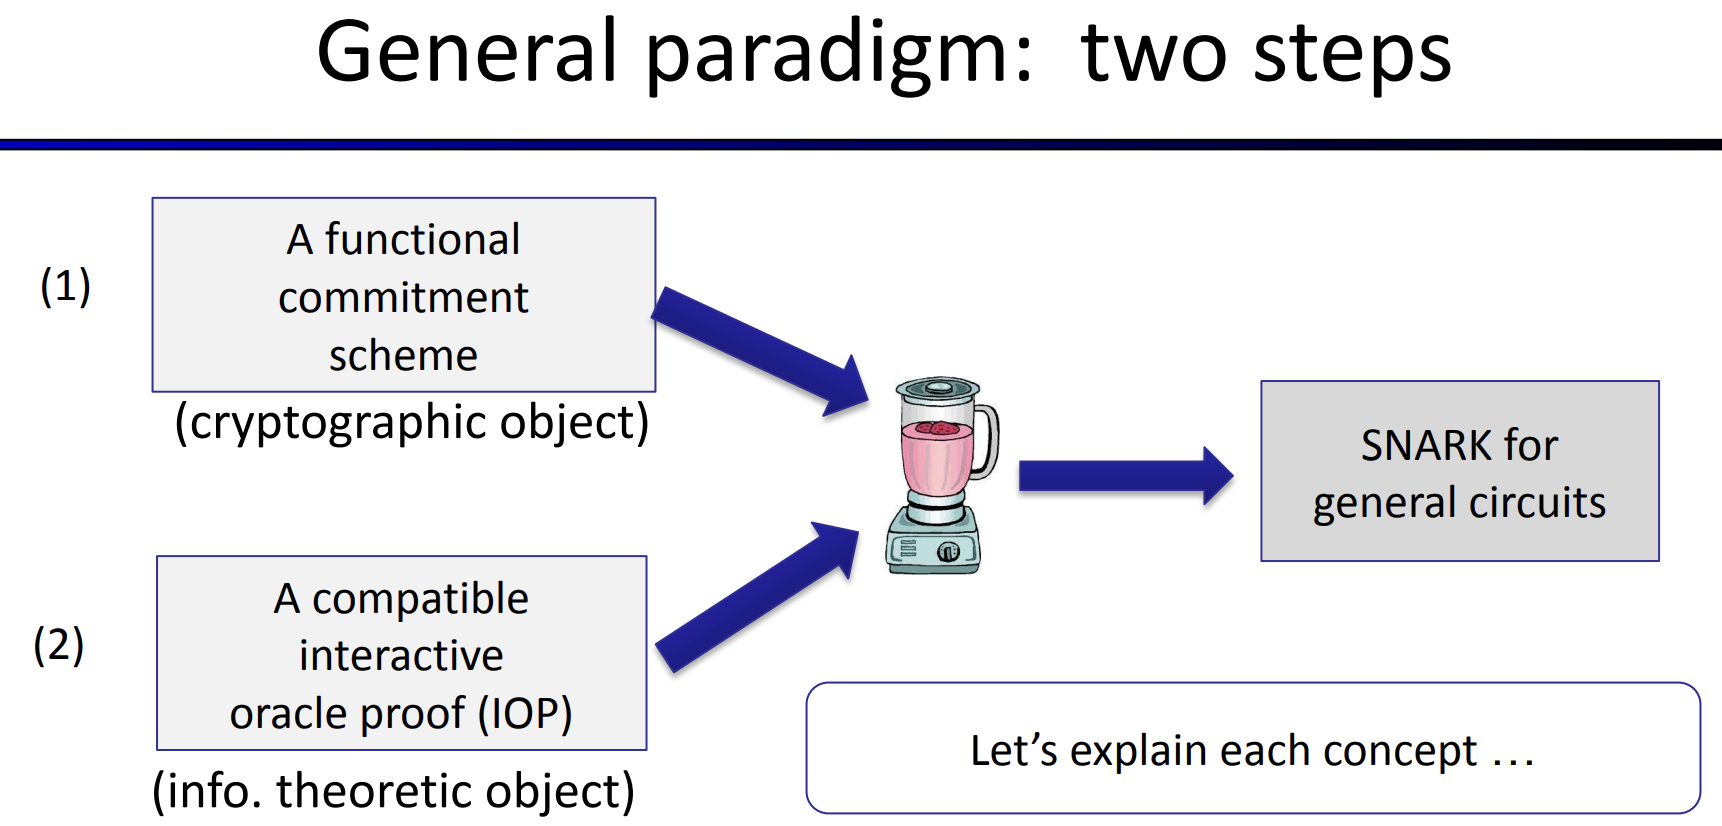 General paradigm: two steps
(1)
A functional
commitment
scheme
(cryptographic object)
(2)
A compatible
interactive
oracle proof (IOP)
(info. theoretic object)
SNARK for
general circuits
Let’s explain each concept …